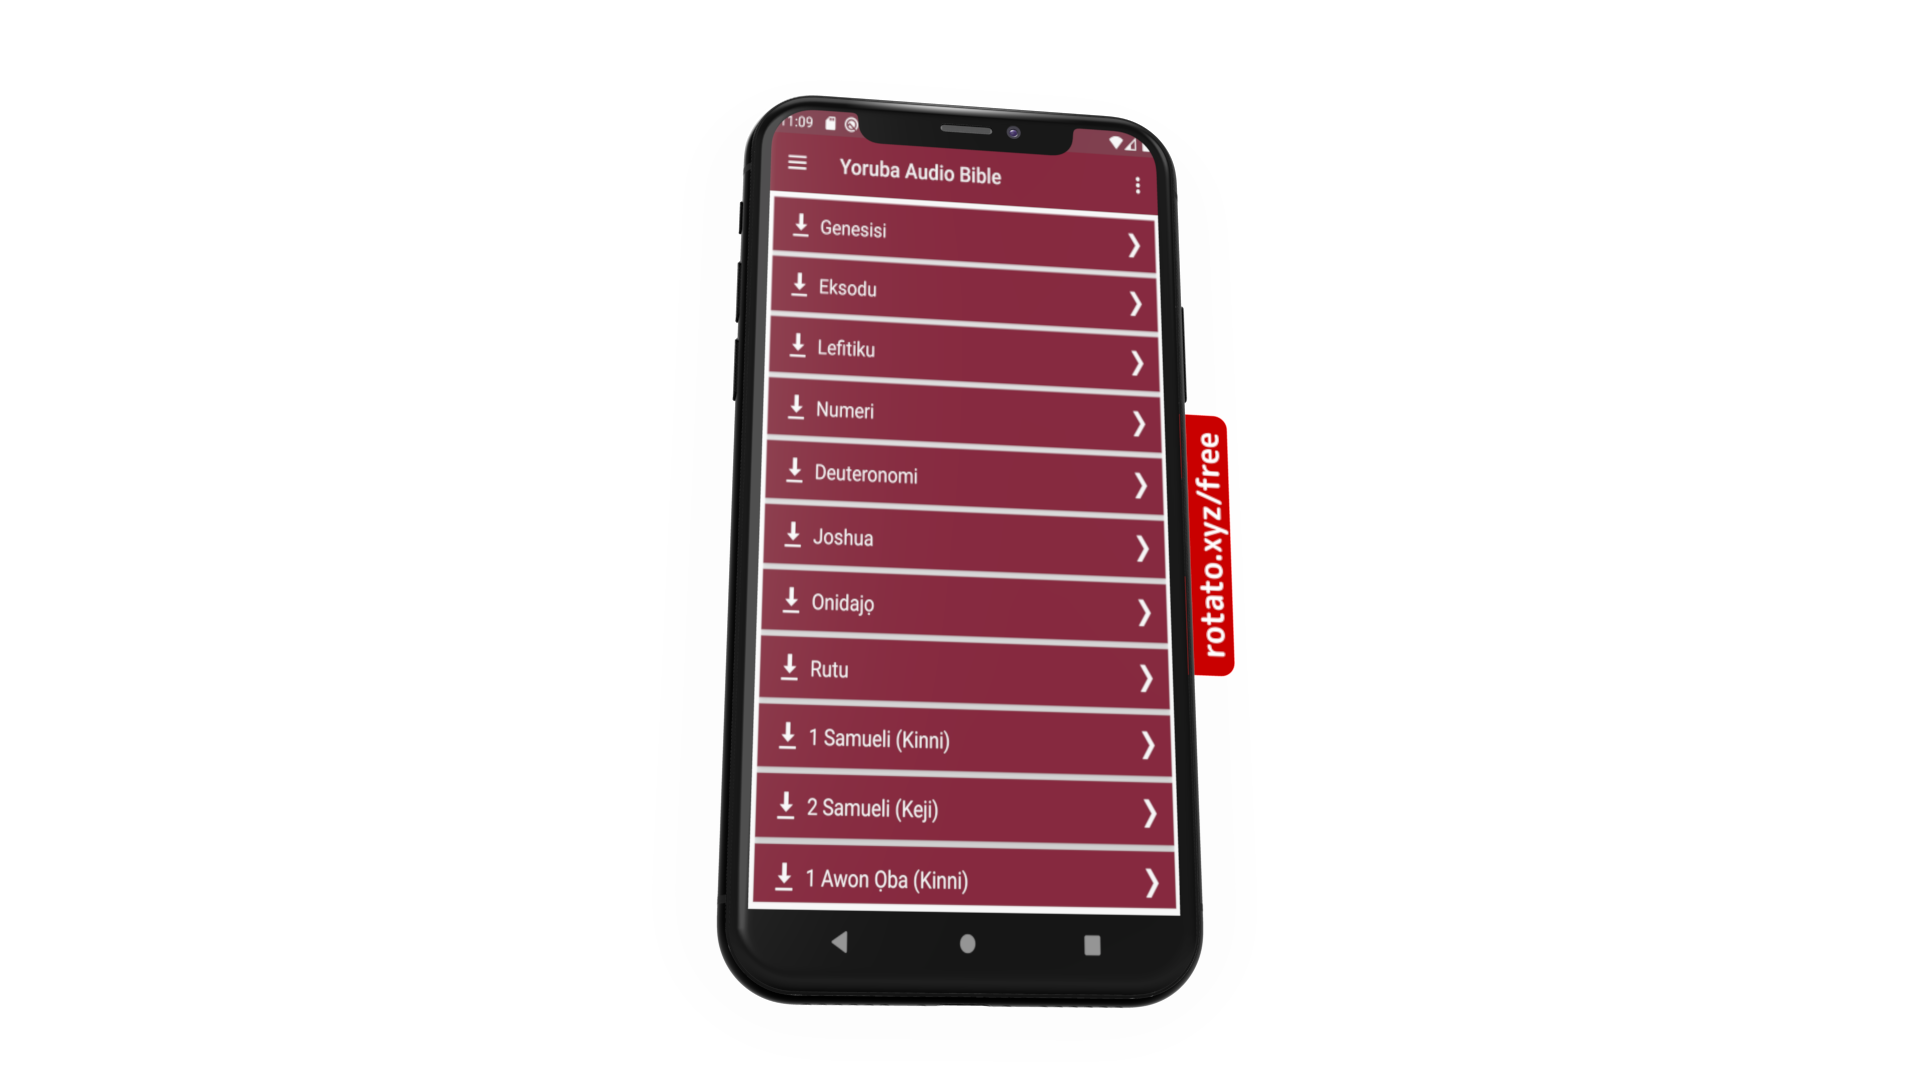 11:09
Yoruba Audio Bible
Genesisi
Eksodu
Lefitiku
Numeri
Deuteronomi
Joshua
Onidajọ
Rutu
1 Samueli (Kinni)
2 Samueli (Keji)
1 Awon Ọba (Kinni)
rotato.xyz/free